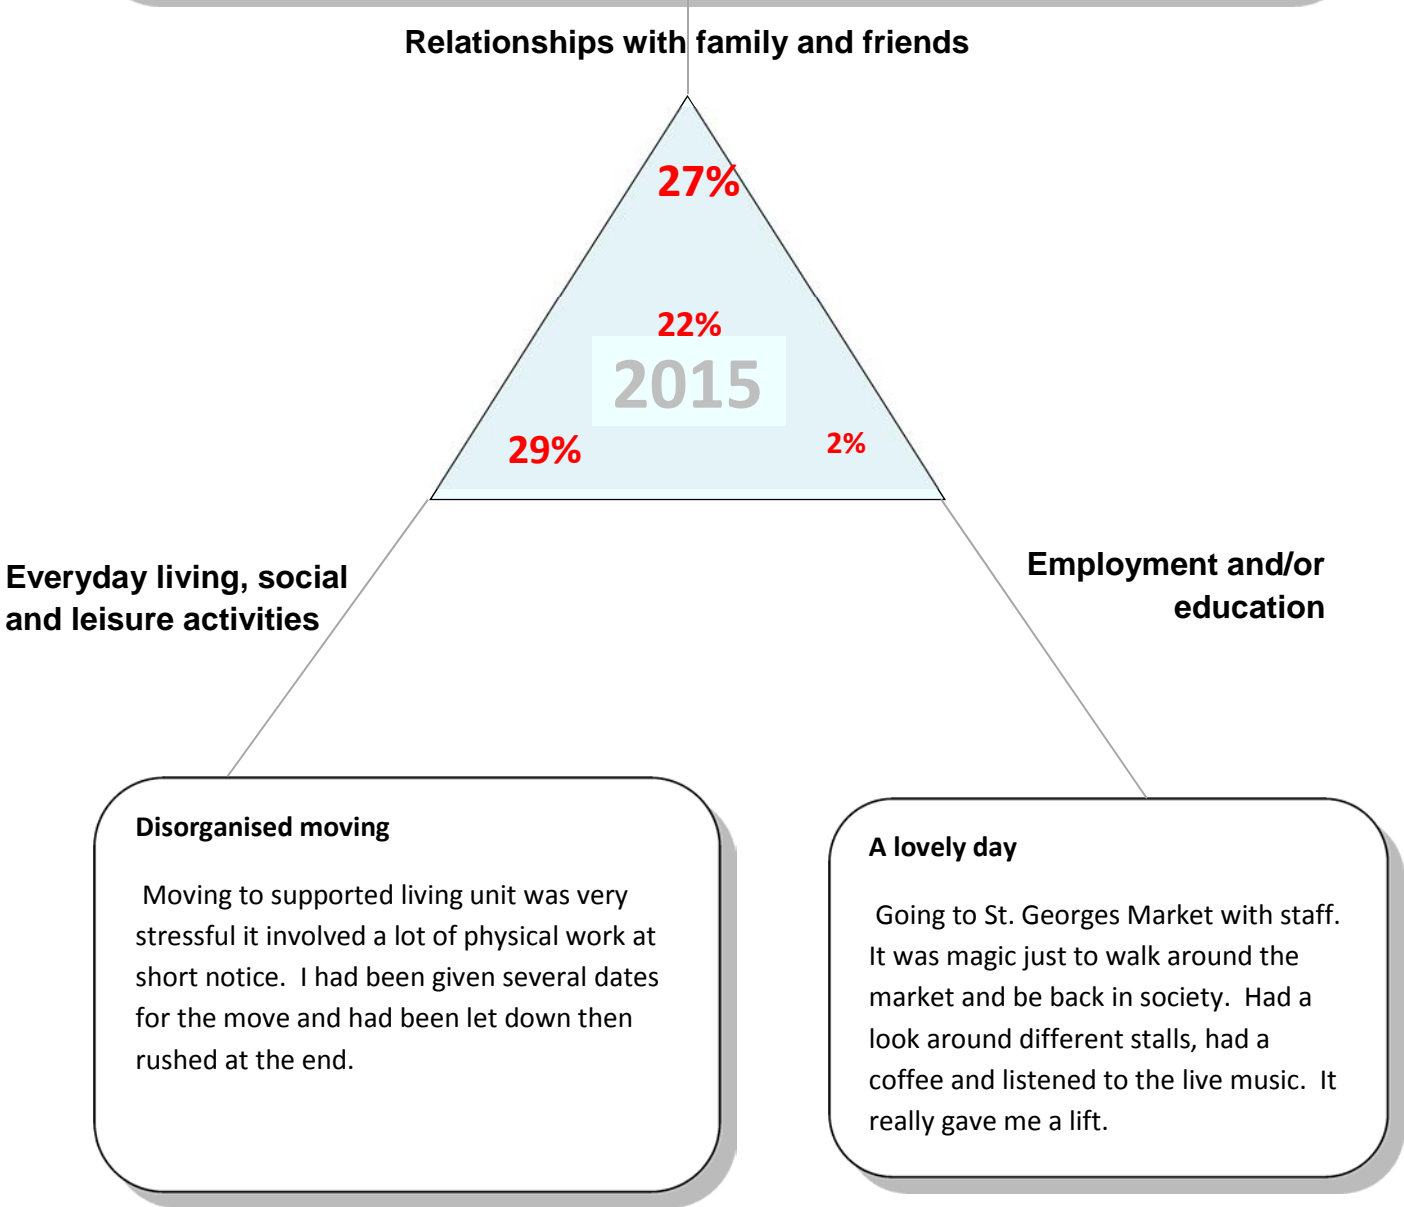 Relationships with family and friends
27%
22%
2015
29%
2%
Everyday living, social
and leisure activities
Employment and/or
education
Disorganised moving
Moving to supported living unit was very
stressful it involved a lot of physical work at
short notice.  I had been given several dates
for the move and had been let down then
rushed at the end.
A lovely day
Going to St. Georges Market with staff.
It was magic just to walk around the
market and be back in society.  Had a
look around different stalls, had a
coffee and listened to the live music.  It
really gave me a lift.